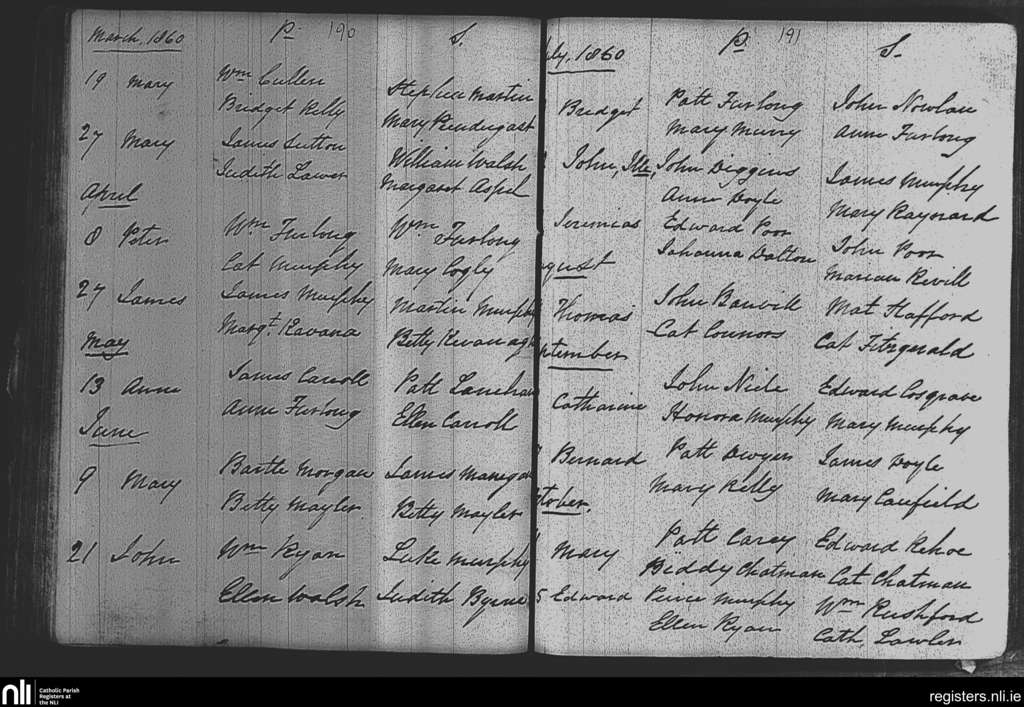 March, 1860 P. 190 S.
19 Mary Wm Cullen Stephen Martin
Bridget Kelly Mary Prendergast
27 Mary James Sutton William Walsh
Judith Lawer Margaret Aspel
April
8 Peter Wm Furlong Wm Furlong
Cat Murphy Mary Cogly
27 James James Murphy Martin Murphy
Margt. Kavana Betty Kevanagh
May
13 Anne James Carroll Patt Lanehan
Anne Furlong Ellen Carroll
June
9 Mary Bartle Morgan James
Betty Mayler Betty Mayler
21 John Wm Ryan Luke Murphy
Ellen Walsh Judith Byrne
ly, 1860 P. 191 S.
Bridget Patt Furlong John Nowlan
Mary Murry Anne Furlong
John, Ille, John Diggens James Murphy
Anne Doyle Mary Raynard
Jeremias Edward Poor John Poor
Johanna Dalton Marian Revill
gust
Thomas John Banvill Mat Stafford
Cat Connors Cat Fitzgerald
ptember
Catharine John Niele Edward Cosgrave
Honora Murphy Mary Murphy
Bernard Patt Dwyer James Doyle
Mary Kelly Mary Caufield
tober.
Mary Patt Carey Edward Kehoe
Biddy Chatman Cat Chatman
5 Edward Peirce Murphy Wm Rushford
Ellen Ryan Cath. Lawler
nli Catholic Parish
Registers at
the NLI
registers.nli.ie